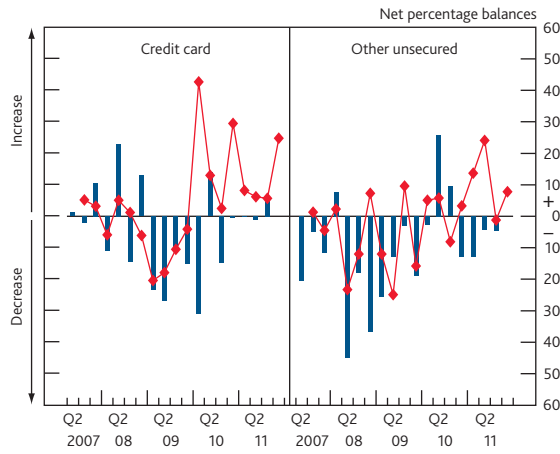 Net percentage balances
Credit card
Other unsecured
Increase
Decrease
60
50
40
30
20
10
+
0
–
10
20
30
40
50
60
Q2 Q2 Q2 Q2 Q2 Q2 Q2 Q2 Q2 Q2
2007 08 09 10 11 2007 08 09 10 11